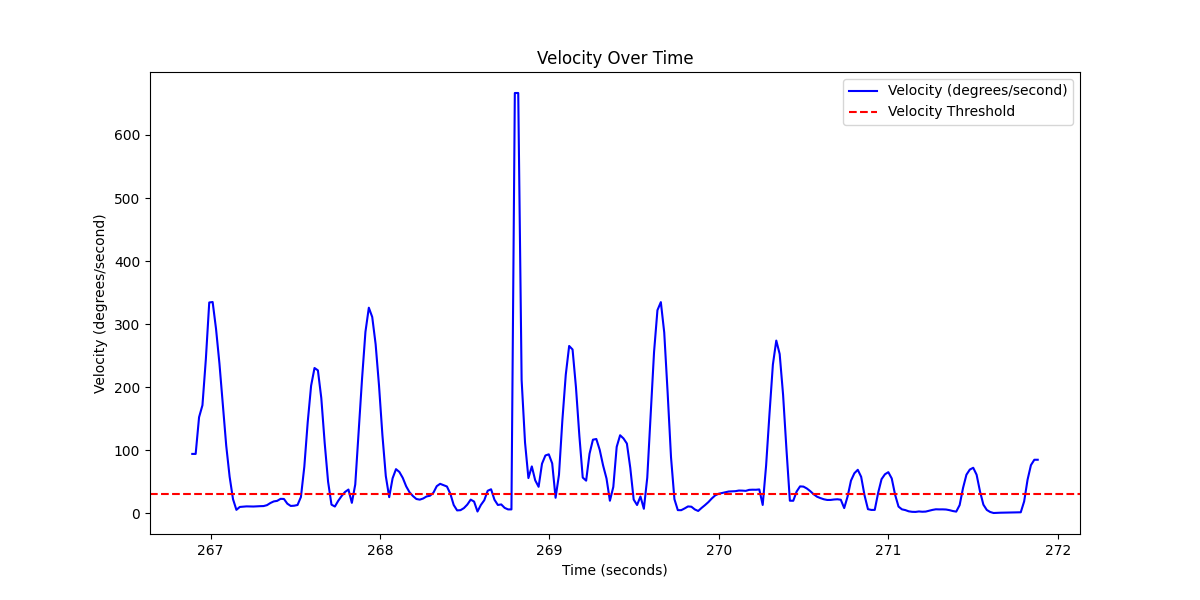 Velocity Over Time
Velocity (degrees/second)
Velocity Threshold
Velocity (degrees/second)
600
500
400
300
200
100
0
267
268
269
270
271
272
Time (seconds)